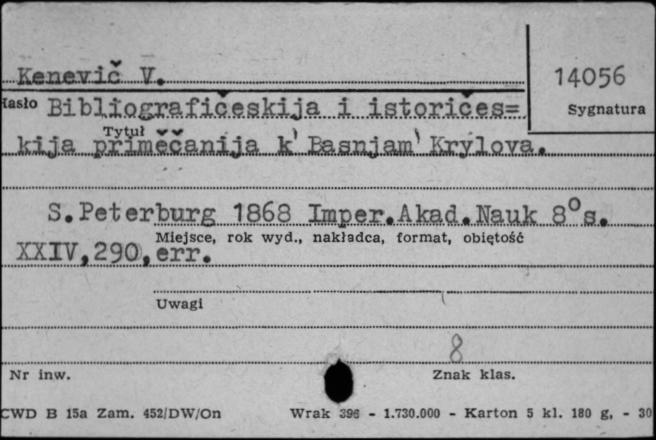 Kenevič V.
14056
Hasło Bibliografičeskija i istoričes=
Sygnatura
Tytuł
kija priměčanija k' Basnjam' Krylova.
S.Peterburg 1868 Imper.Akad.Nauk 8°s.
Miejsce, rok wyd., nakładca, format, objętość
XXIV,290,err.
Uwagi
8
Nr inw.
Znak klas.
CWD B 15a Zam. 452/DW/On Wrak 396 - 1.730.000 - Karton 5 kl. 180 g, - 30